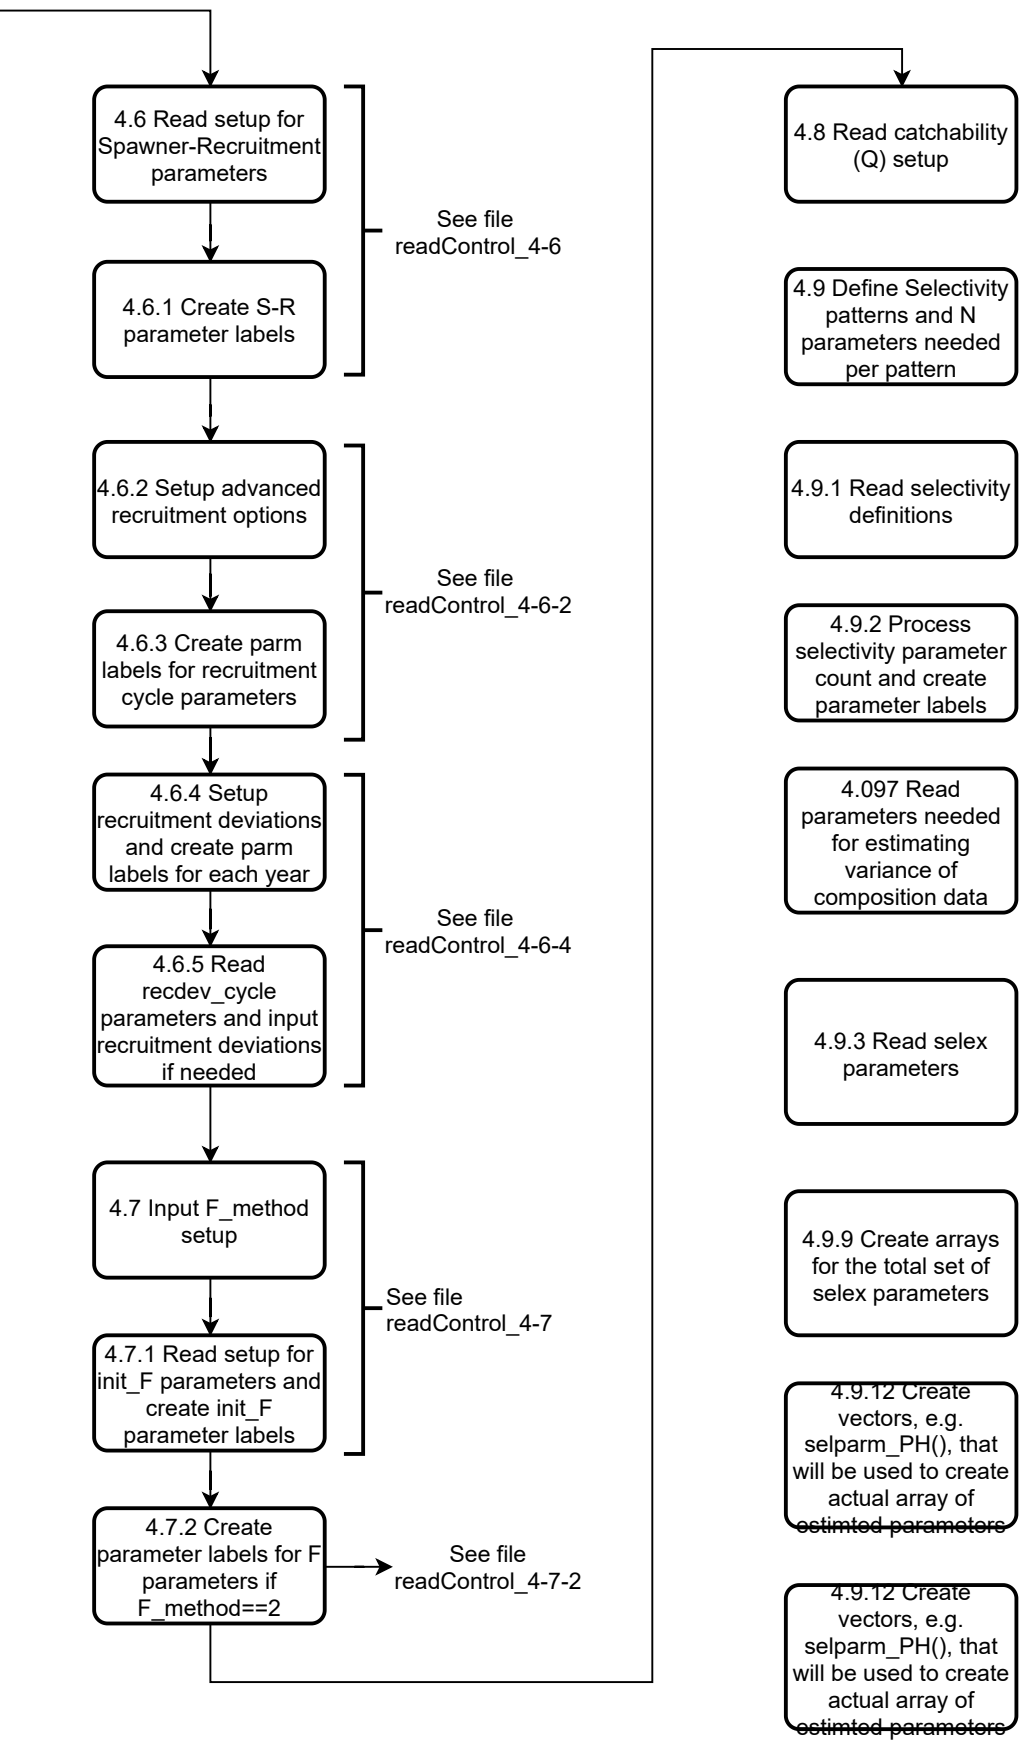 4.6 Read setup for
Spawner-Recruitment
parameters
See file
readControl_4-6
4.6.1 Create S-R
parameter labels
4.6.2 Setup advanced
recruitment options
See file
readControl_4-6-2
4.6.3 Create parm
labels for recruitment
cycle parameters
4.6.4 Setup
recruitment deviations
and create parm
labels for each year
See file
readControl_4-6-4
4.6.5 Read
recdev_cycle
parameters and input
recruitment deviations
if needed
4.7 Input F_method
setup
See file
readControl_4-7
4.7.1 Read setup for
init_F parameters and
create init_F
parameter labels
4.7.2 Create
parameter labels for F
parameters if
F_method==2
See file
readControl_4-7-2
4.8 Read catchability
(Q) setup
4.9 Define Selectivity
patterns and N
parameters needed
per pattern
4.9.1 Read selectivity
definitions
4.9.2 Process
selectivity parameter
count and create
parameter labels
4.097 Read
parameters needed
for estimating
variance of
composition data
4.9.3 Read selex
parameters
4.9.9 Create arrays
for the total set of
selex parameters
4.9.12 Create
vectors, e.g.
selparm_PH(), that
will be used to create
actual array of
estimted parameters
4.9.12 Create
vectors, e.g.
selparm_PH(), that
will be used to create
actual array of
estimted parameters